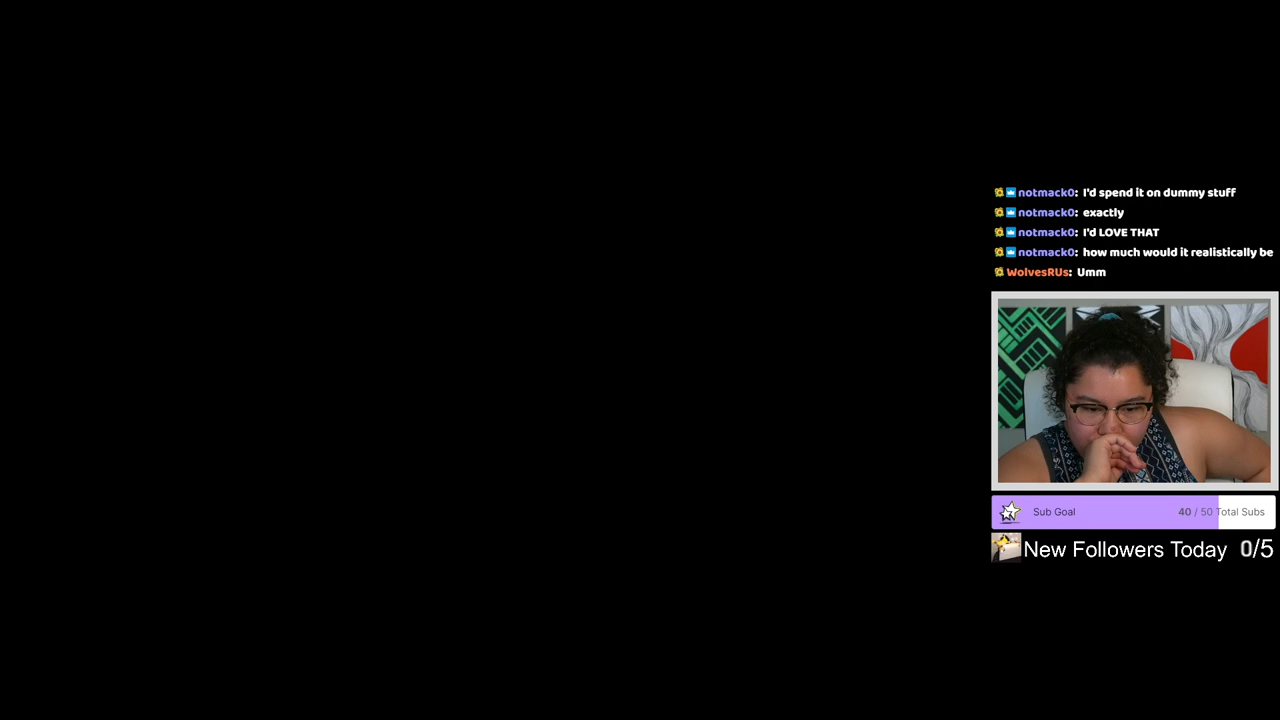 notmack0: I'd spend it on dummy stuff
notmack0: exactly
notmack0: I'd LOVE THAT
notmack0: how much would it realistically be
WolvesRUs: Umm
Sub Goal 40 / 50 Total Subs
New Followers Today 0/5